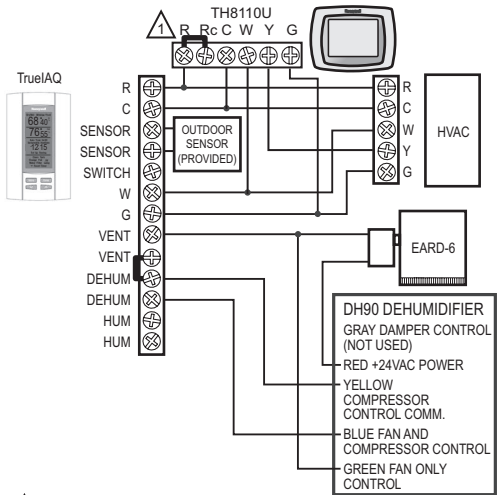 TH8110U
1
R Rc C W Y G
TrueIAQ
R
C
SENSOR
SENSOR
SWITCH
W
G
VENT
VENT
DEHUM
DEHUM
HUM
HUM
OUTDOOR
SENSOR
(PROVIDED)
R
C
W
Y
G
HVAC
EARD-6
DH90 DEHUMIDIFIER
GRAY DAMPER CONTROL
(NOT USED)
RED +24VAC POWER
YELLOW
COMPRESSOR
CONTROL COMM.
BLUE FAN AND
COMPRESSOR CONTROL
GREEN FAN ONLY
CONTROL